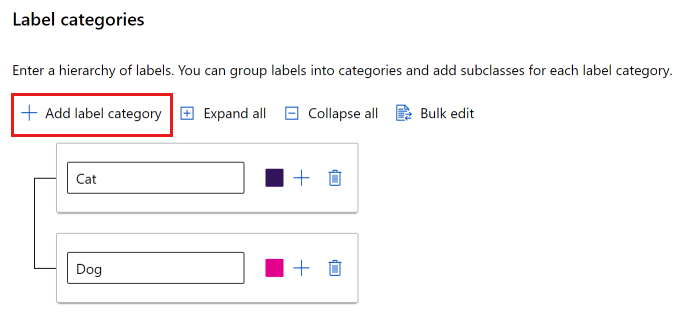 Label categories
Enter a hierarchy of labels. You can group labels into categories and add subclasses for each label category.
Add label category Expand all Collapse all Bulk edit
Cat
Dog